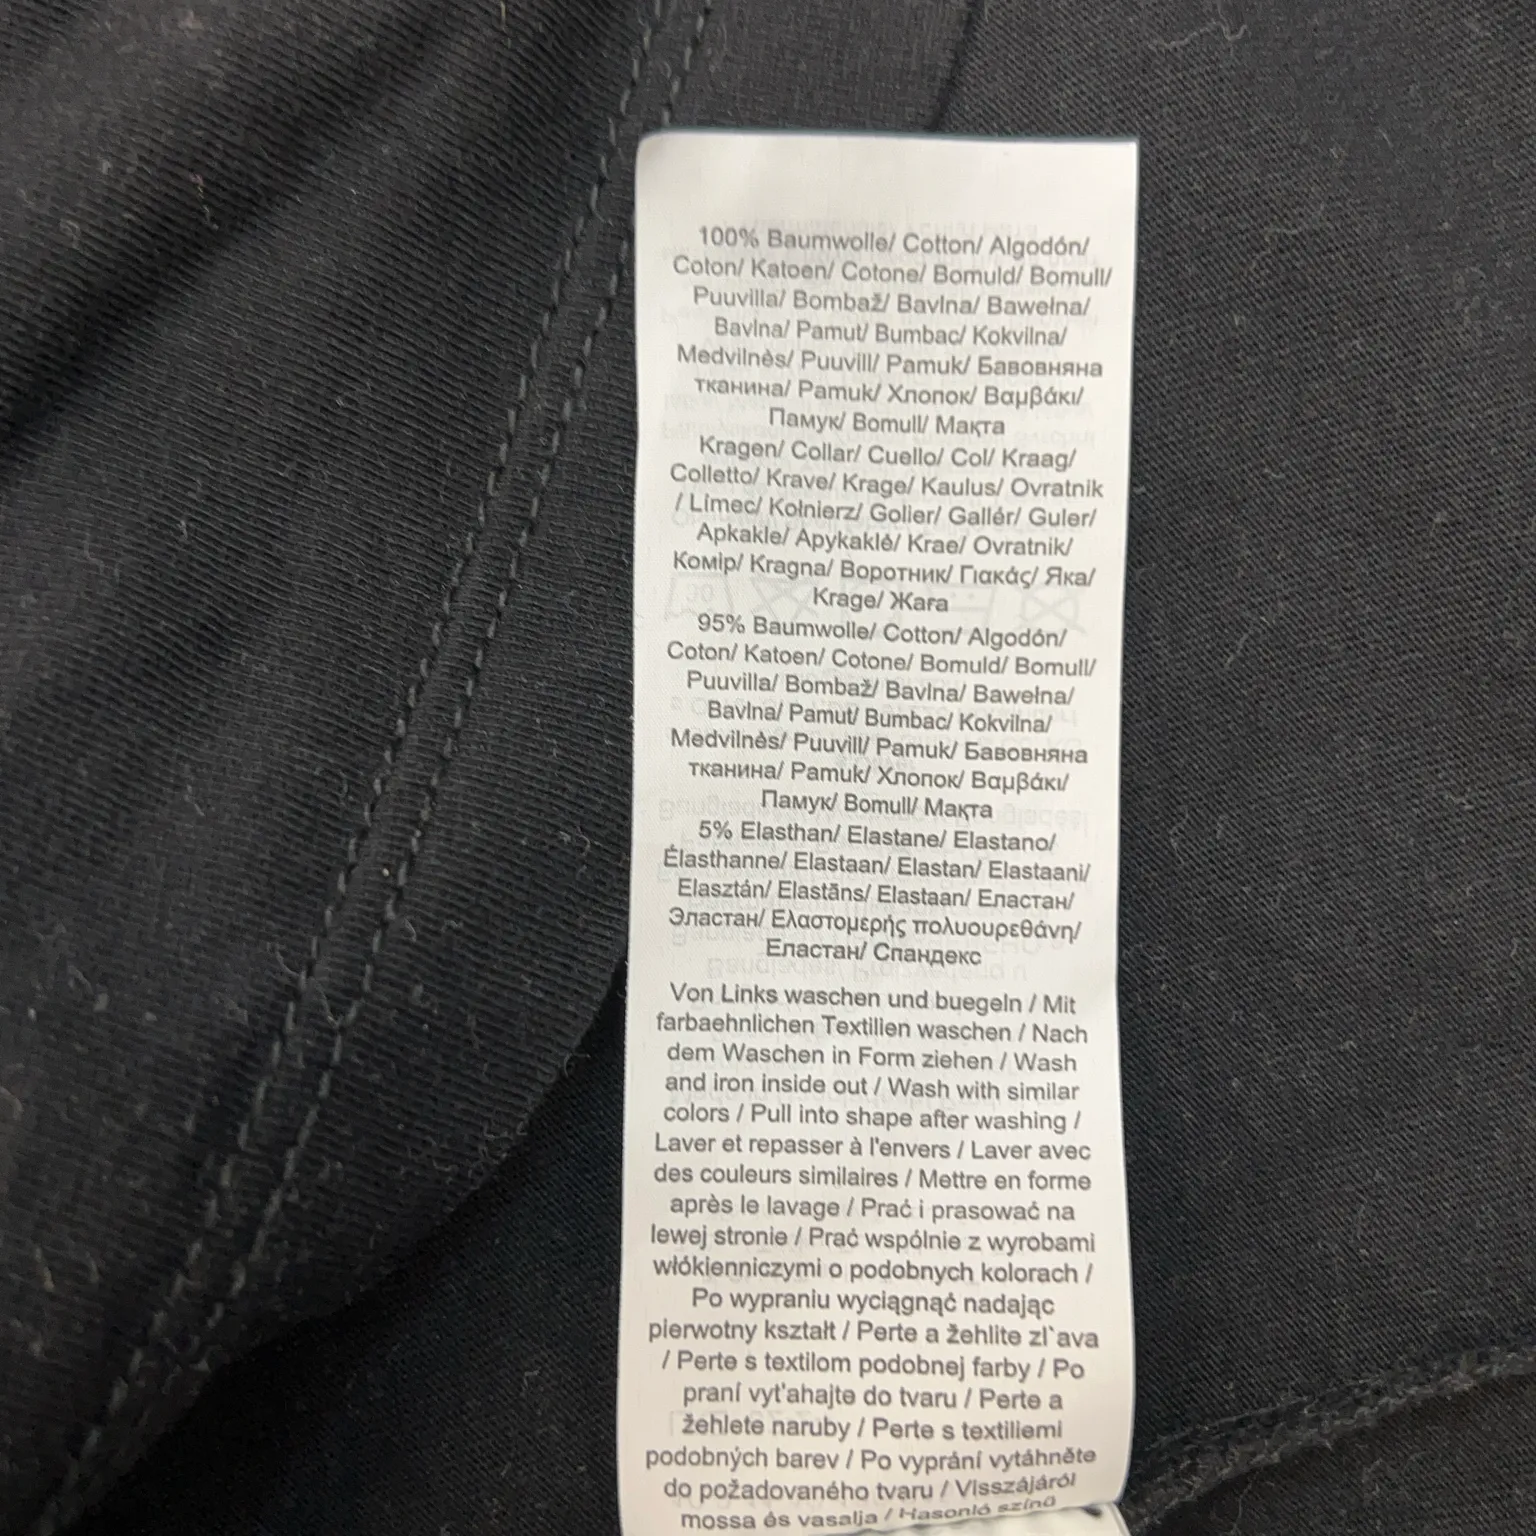 100% Baumwolle/ Cotton/ Algodón/
Coton/ Katoen/ Cotone/ Bomuld/ Bomull/
Puuvilla/ Bombaž/ Bavlna/ Bawełna/
Bavlna/ Pamut/ Bumbac/ Kokvilna/
Medvilnės/ Puuvill/ Pamuk/ Бавовняна
тканина/ Pamuk/ Хлопок/ Βαμβάκι/
Памук/ Bomull/ Мақта
Kragen/ Collar/ Cuello/ Col/ Kraag/
Colletto/ Krave/ Krage/ Kaulus/ Ovratnik
/ Límec/ Kołnierz/ Golier/ Gallér/ Guler/
Apkakle/ Apykaklė/ Krae/ Ovratnik/
Комір/ Kragna/ Воротник/ Γιακάς/ Яка/
Krage/ Жаға
95% Baumwolle/ Cotton/ Algodón/
Coton/ Katoen/ Cotone/ Bomuld/ Bomull/
Puuvilla/ Bombaž/ Bavlna/ Bawełna/
Bavlna/ Pamut/ Bumbac/ Kokvilna/
Medvilnės/ Puuvill/ Pamuk/ Бавовняна
тканина/ Pamuk/ Хлопок/ Βαμβάκι/
Памук/ Bomull/ Мақта
5% Elasthan/ Elastane/ Elastano/
Élasthanne/ Elastaan/ Elastan/ Elastaani/
Elasztán/ Elastāns/ Elastaan/ Еластан/
Эластан/ Ελαστομερής πολυουρεθάνη/
Еластан/ Спандекс
Von Links waschen und buegeln / Mit
farbaehnlichen Textilien waschen / Nach
dem Waschen in Form ziehen / Wash
and iron inside out / Wash with similar
colors / Pull into shape after washing /
Laver et repasser à l'envers / Laver avec
des couleurs similaires / Mettre en forme
après le lavage / Prać i prasować na
lewej stronie / Prać wspólnie z wyrobami
włókienniczymi o podobnych kolorach /
Po wypraniu wyciągnąć nadając
pierwotny kształt / Perte a žehlite zl`ava
/ Perte s textilom podobnej farby / Po
praní vyt'ahajte do tvaru / Perte a
žehlete naruby / Perte s textiliemi
podobných barev / Po vyprání vytáhněte
do požadovaného tvaru / Visszájáról
mossa és vasalja / Hasonló színű